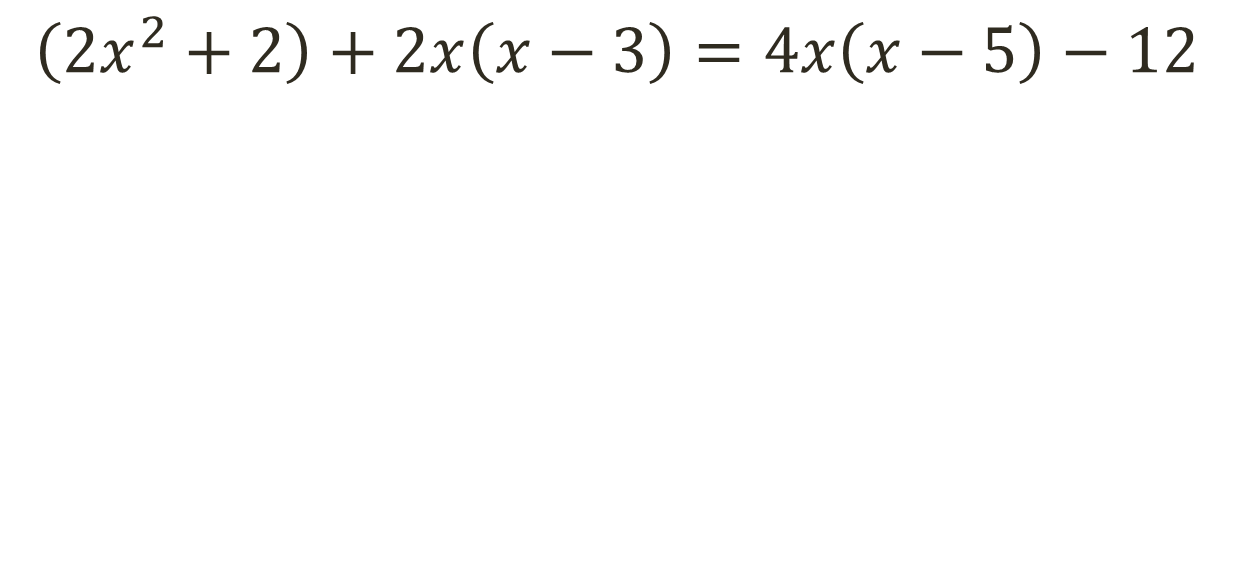 (2x² + 2) + 2x(x − 3) = 4x(x − 5) − 12